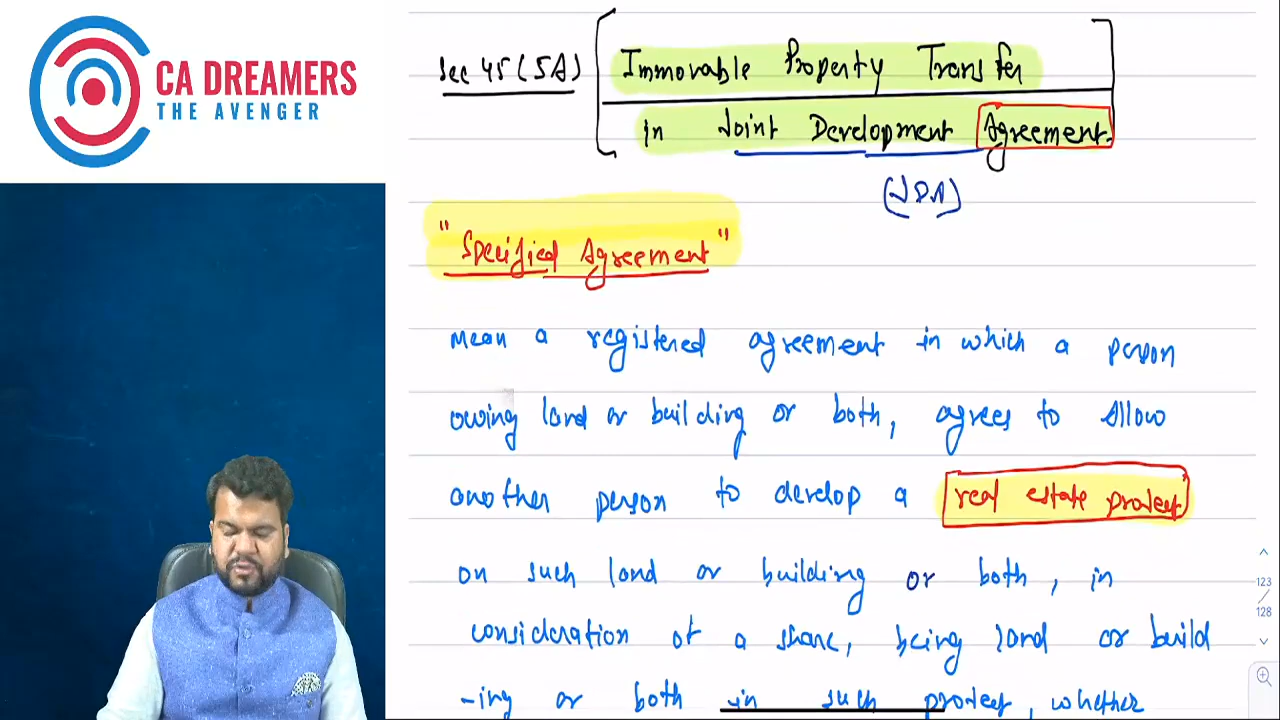 CA DREAMERS
THE AVENGER
Sec 45(5A)
Immovable Property Transfer
in Joint Development Agreement.
(JDA)
"Specified Agreement"
mean a registered agreement in which a person
owing land or building or both, agrees to allow
another person to develop a real estate project
on such land or building or both, in
consideration of a share, being land or build
-ing or both in such project, whether
123
128